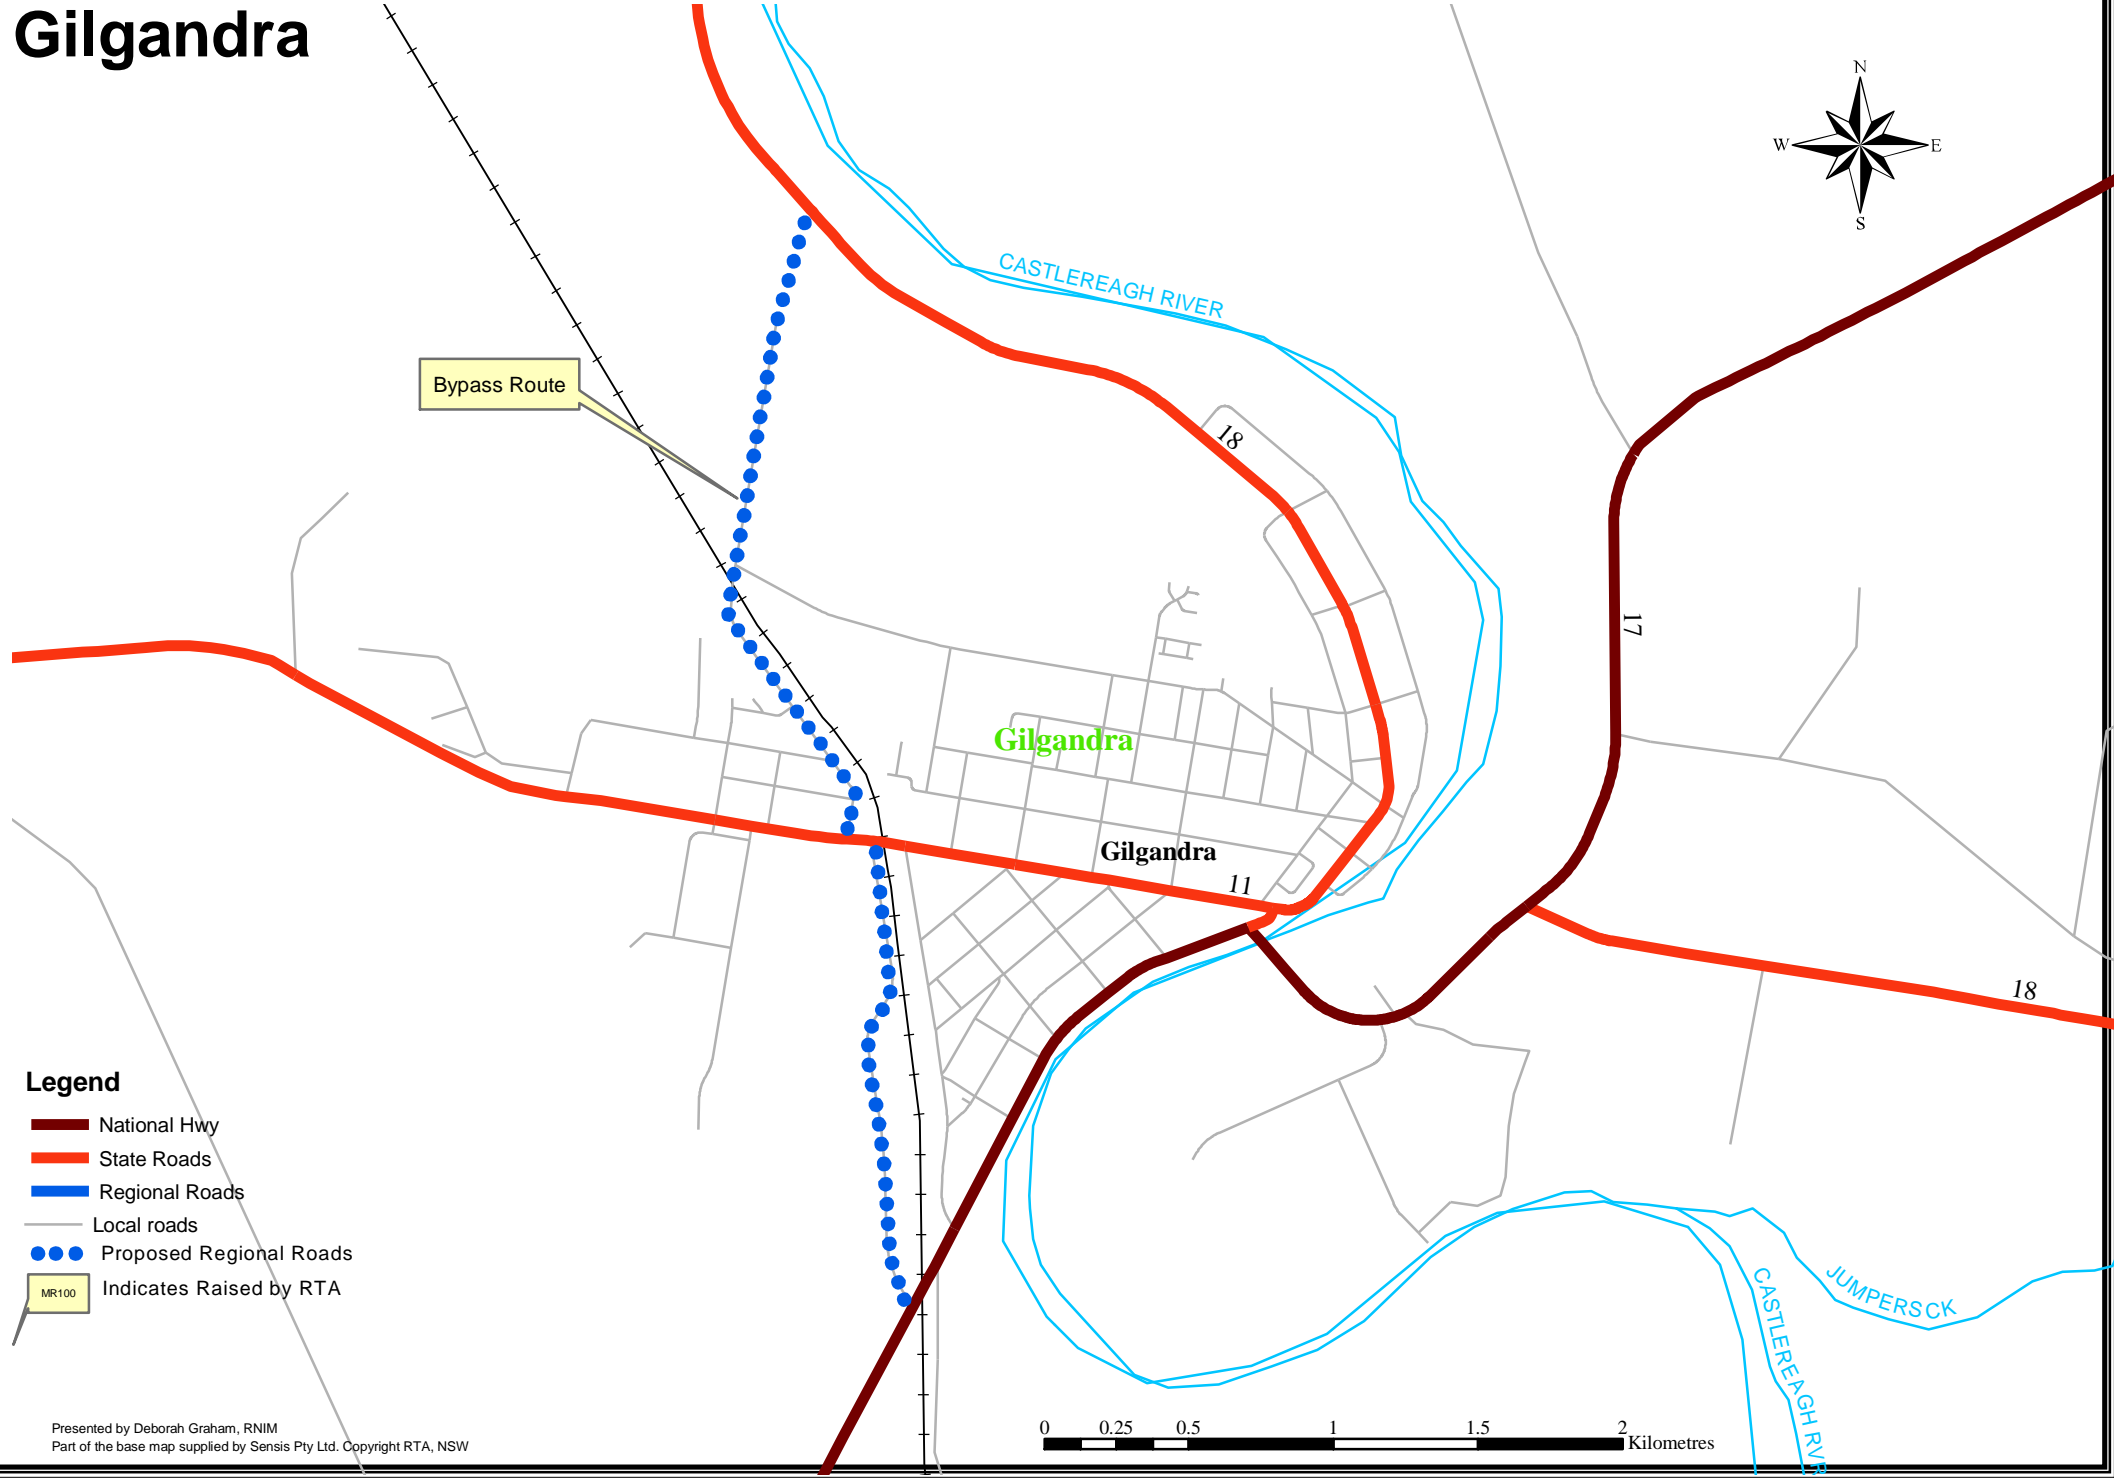 Gilgandra
N
W
E
S
CASTLEREAGH RIVER
Bypass Route
18
17
Gilgandra
Gilgandra
11
18
Legend
National Hwy
State Roads
Regional Roads
Local roads
Proposed Regional Roads
MR100
Indicates Raised by RTA
JUMPERS CK
CASTLEREAGH RVR
Presented by Deborah Graham, RNIM
Part of the base map supplied by Sensis Pty Ltd. Copyright RTA, NSW
0 0.25 0.5 1 1.5 2
Kilometres